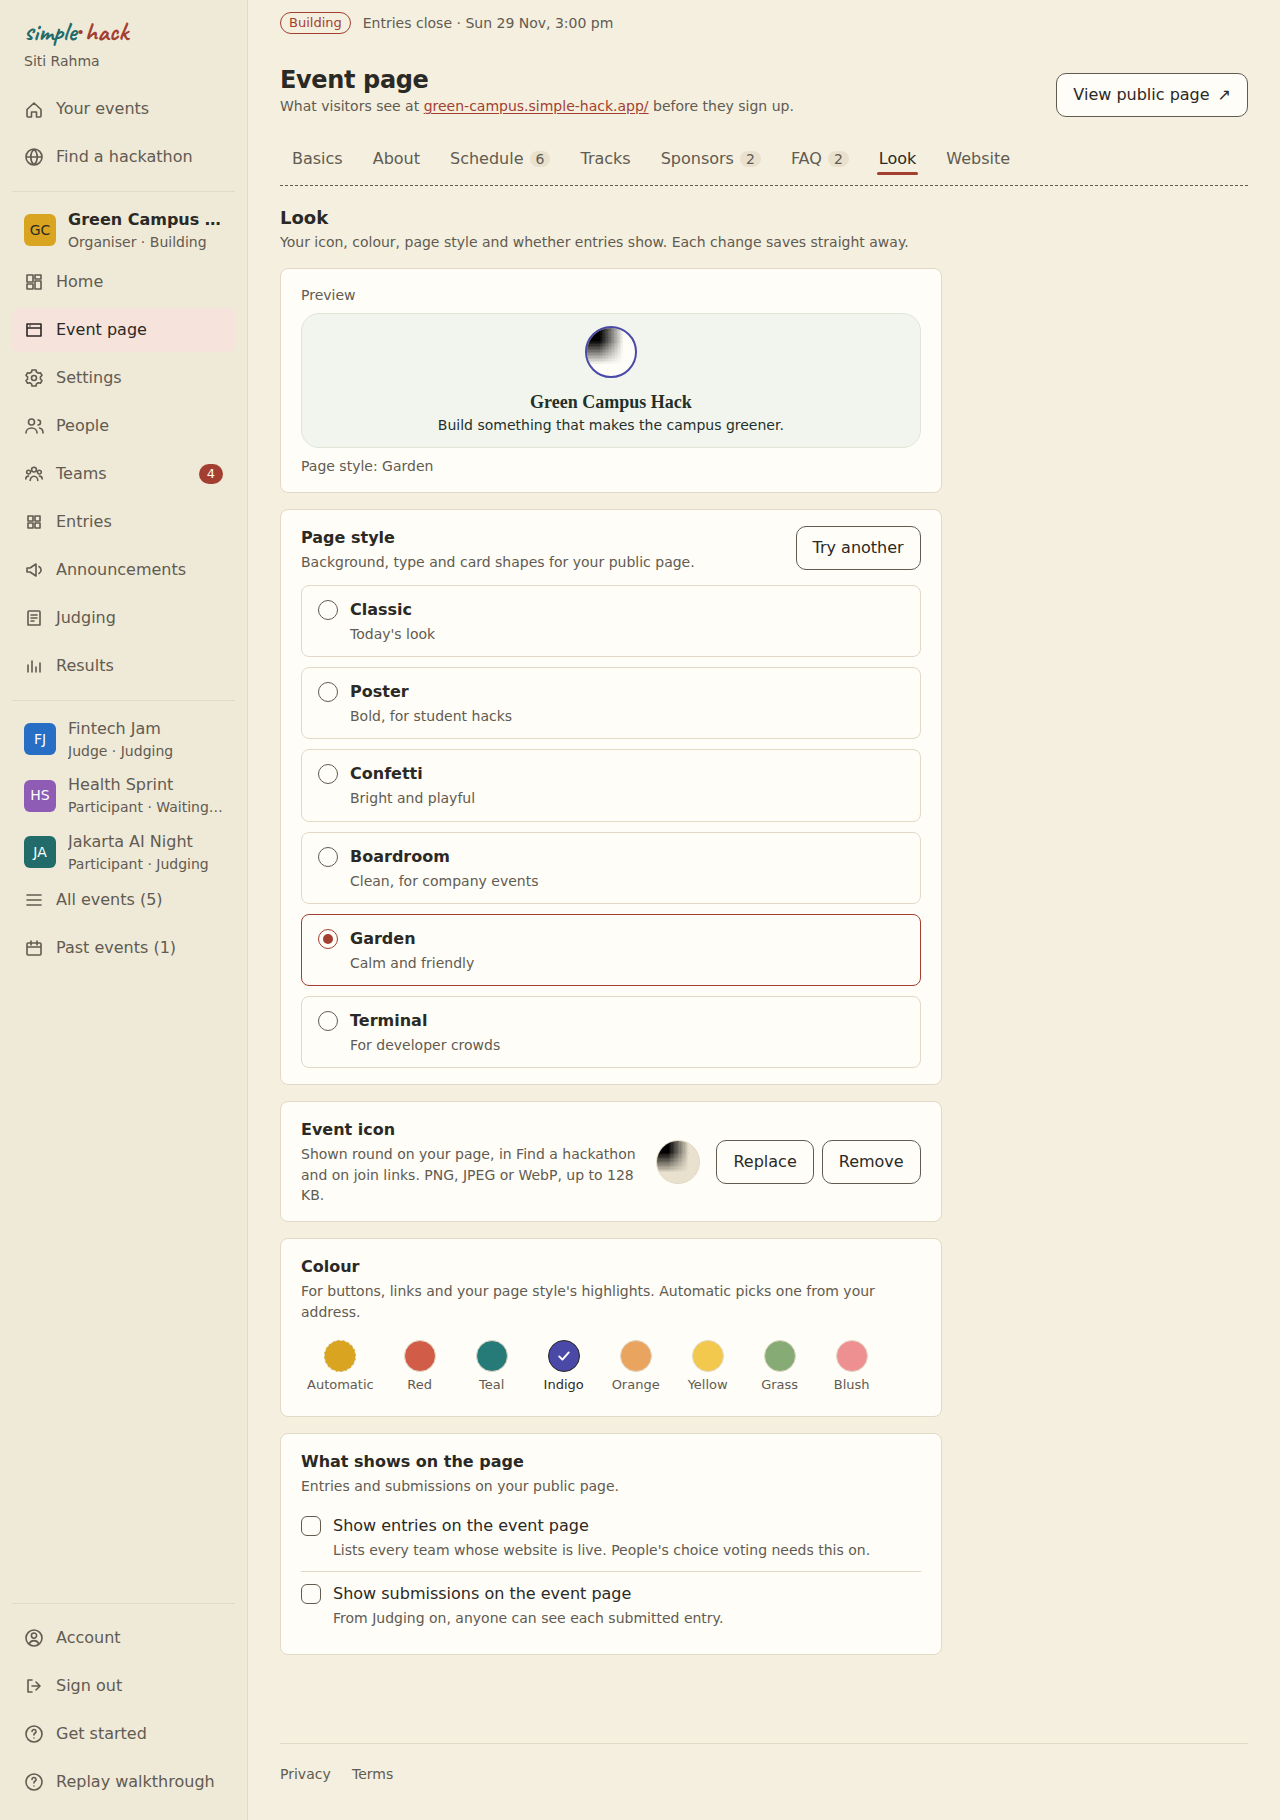 simple·hack
Siti Rahma
Your events
Find a hackathon
GC
Green Campus ...
Organiser · Building
Home
Event page
Settings
People
Teams 4
Entries
Announcements
Judging
Results
FJ
Fintech Jam
Judge · Judging
HS
Health Sprint
Participant · Waiting...
JA
Jakarta AI Night
Participant · Judging
All events (5)
Past events (1)
Account
Sign out
Get started
Replay walkthrough
Building Entries close · Sun 29 Nov, 3:00 pm
Event page
What visitors see at green-campus.simple-hack.app/ before they sign up.
View public page ↗
Basics About Schedule 6 Tracks Sponsors 2 FAQ 2 Look Website
Look
Your icon, colour, page style and whether entries show. Each change saves straight away.
Preview
Green Campus Hack
Build something that makes the campus greener.
Page style: Garden
Page style
Background, type and card shapes for your public page.
Try another
Classic
Today's look
Poster
Bold, for student hacks
Confetti
Bright and playful
Boardroom
Clean, for company events
Garden
Calm and friendly
Terminal
For developer crowds
Event icon
Shown round on your page, in Find a hackathon
and on join links. PNG, JPEG or WebP, up to 128
KB.
Replace Remove
Colour
For buttons, links and your page style's highlights. Automatic picks one from your
address.
Automatic Red Teal Indigo Orange Yellow Grass Blush
What shows on the page
Entries and submissions on your public page.
Show entries on the event page
Lists every team whose website is live. People's choice voting needs this on.
Show submissions on the event page
From Judging on, anyone can see each submitted entry.
Privacy Terms